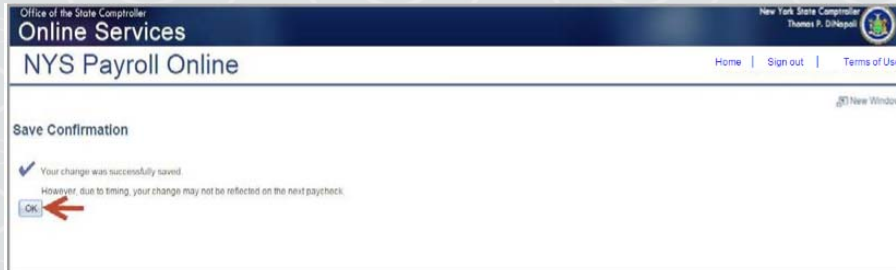 Office of the State Comptroller
Online Services
New York State Comptroller
Thomas P. DiNapoli
NYS Payroll Online
Home | Sign out | Terms of Use
New Window
Save Confirmation
Your change was successfully saved.
However, due to timing, your change may not be reflected on the next paycheck.
OK